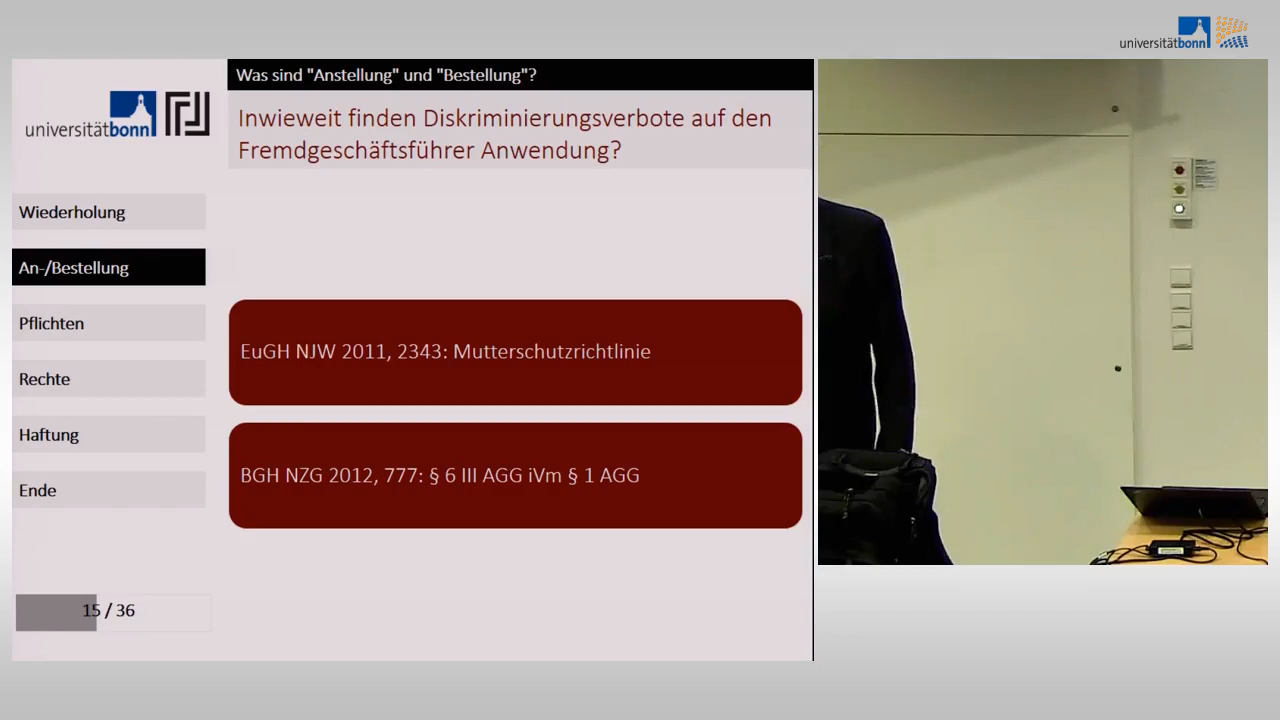 universitätbonn
Was sind "Anstellung" und "Bestellung"?
universitätbonn
Inwieweit finden Diskriminierungsverbote auf den
Fremdgeschäftsführer Anwendung?
Wiederholung
An-/Bestellung
Pflichten
Rechte
Haftung
Ende
EuGH NJW 2011, 2343: Mutterschutzrichtlinie
BGH NZG 2012, 777: § 6 III AGG iVm § 1 AGG
15 / 36